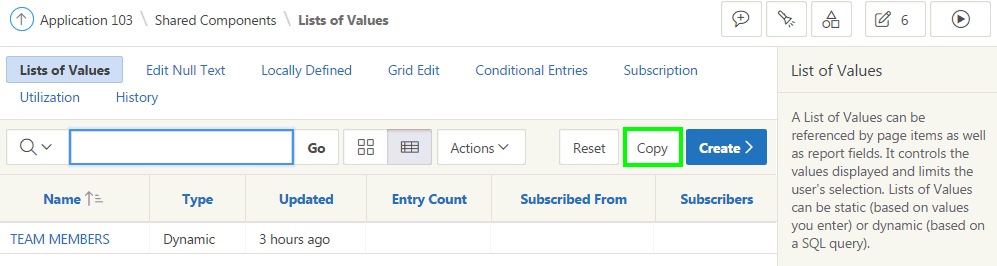 Application 103 \ Shared Components \ Lists of Values
6
Lists of Values Edit Null Text Locally Defined Grid Edit Conditional Entries Subscription
Utilization History
Go Actions Reset Copy Create
Name Type Updated Entry Count Subscribed From Subscribers
TEAM MEMBERS Dynamic 3 hours ago
List of Values
A List of Values can be
referenced by page items as well
as report fields. It controls the
values displayed and limits the
user's selection. Lists of Values
can be static (based on values
you enter) or dynamic (based on
a SQL query).